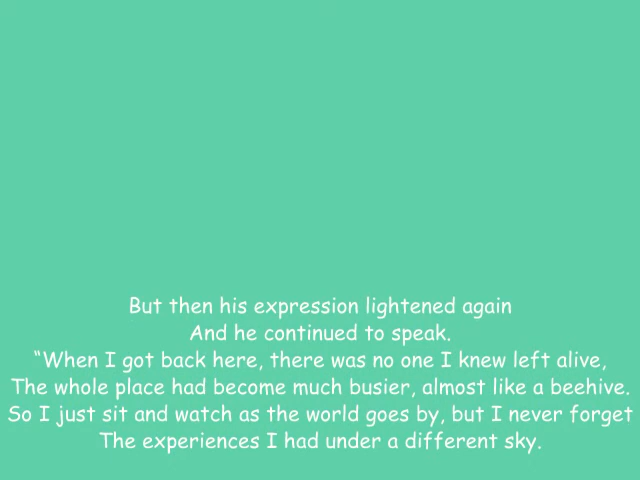 But then his expression lightened again
And he continued to speak.
“When I got back here, there was no one I knew left alive,
The whole place had become much busier, almost like a beehive.
So I just sit and watch as the world goes by, but I never forget
The experiences I had under a different sky.